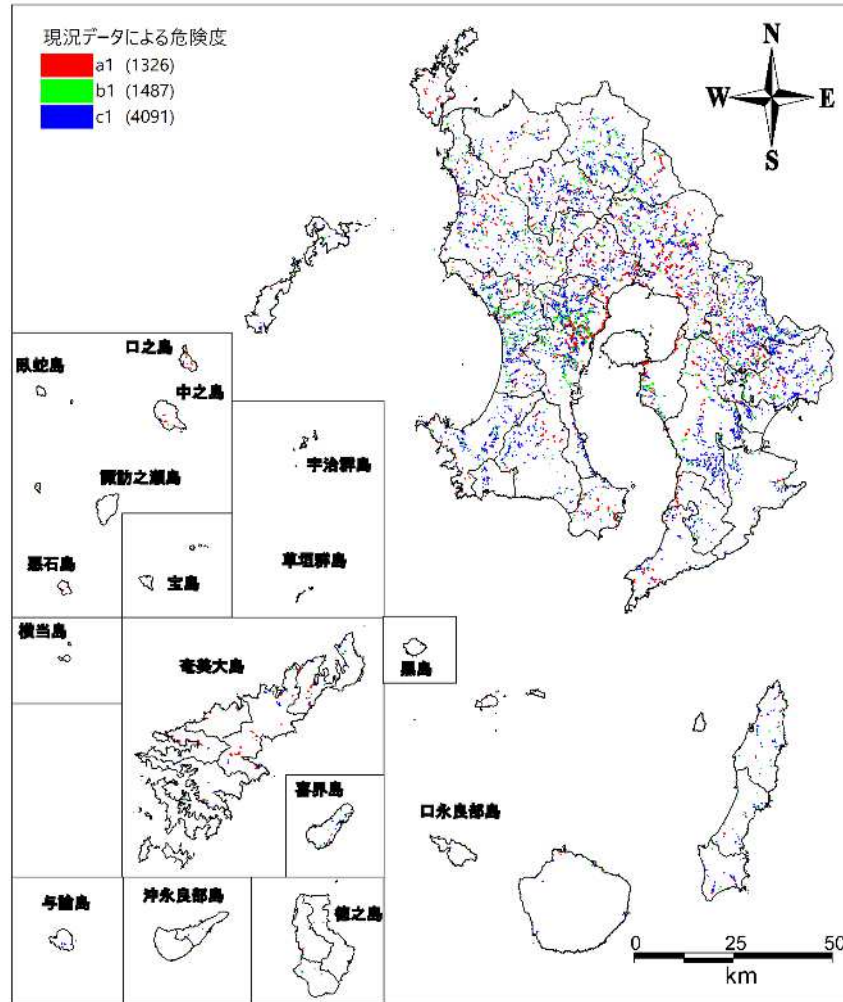 現況データによる危険度
a1 (1326)
b1 (1487)
c1 (4091)
N
W E
S
口之島
臥蛇島
中之島
諏訪之瀬島
宇治群島
悪石島
宝島
草垣群島
横当島
奄美大島
黒島
喜界島
口永良部島
与論島
沖永良部島
徳之島
0 25 50
km